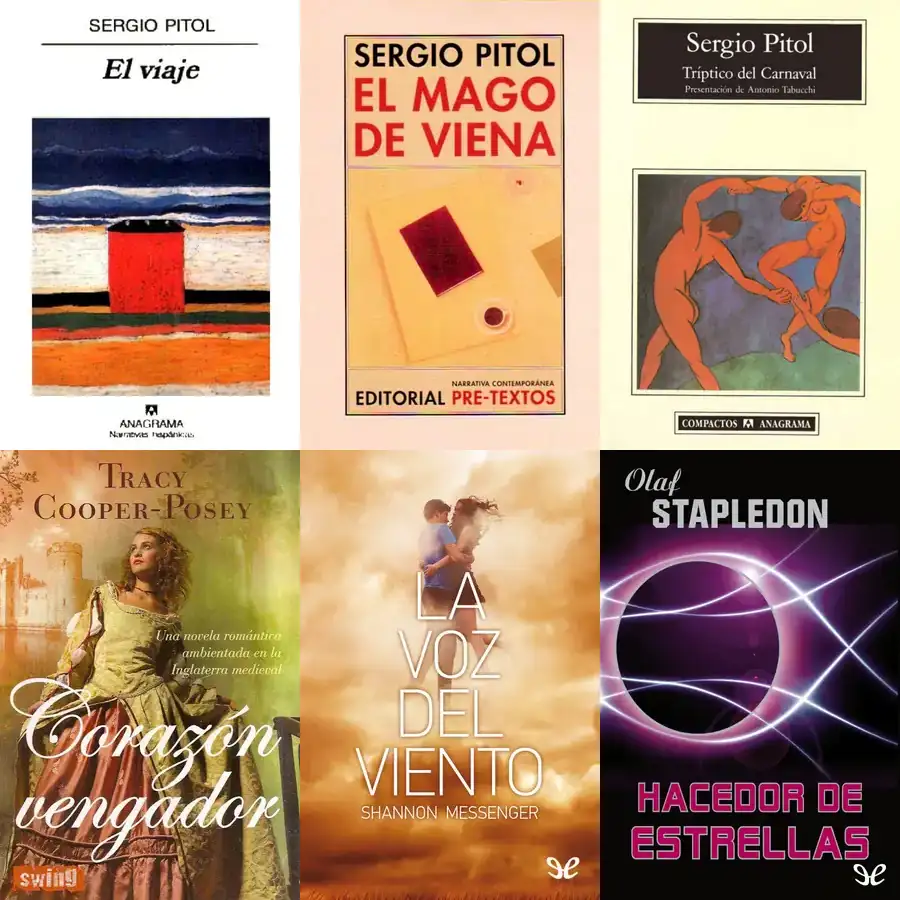 SERGIO PITOL
El viaje
ANAGRAMA
Narrativas hispánicas
SERGIO PITOL
EL MAGO
DE VIENA
NARRATIVA CONTEMPORÁNEA
EDITORIAL PRE-TEXTOS
Sergio Pitol
Tríptico del Carnaval
Presentación de Antonio Tabucchi
COMPACTOS ANAGRAMA
TRACY
COOPER-POSEY
Una novela romántica
ambientada en la
Inglaterra medieval
Corazón
vengador
swing
LA
VOZ
DEL
VIENTO
SHANNON MESSENGER
Olaf
STAPLEDON
HACEDOR DE
ESTRELLAS